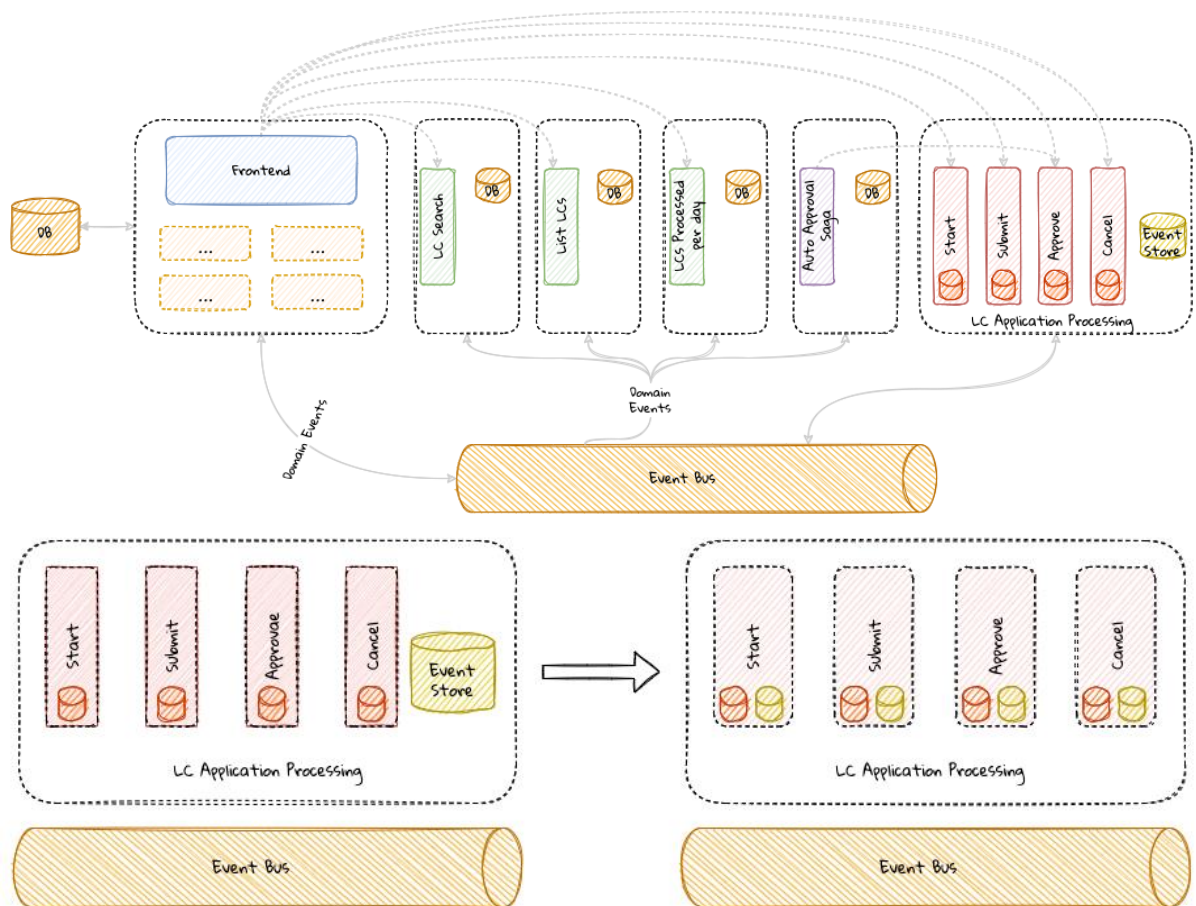 Frontend
DB
...
...
...
...
LC Search
DB
List LCs
DB
LCs Processed
per day
DB
Auto Approval
Saga
DB
Start
Submit
Approve
Cancel
Event
Store
LC Application Processing
Domain
Events
Domain Events
Event Bus
Start
Submit
Approvae
Cancel
Event
Store
LC Application Processing
Event Bus
Start
Submit
Approve
Cancel
LC Application Processing
Event Bus